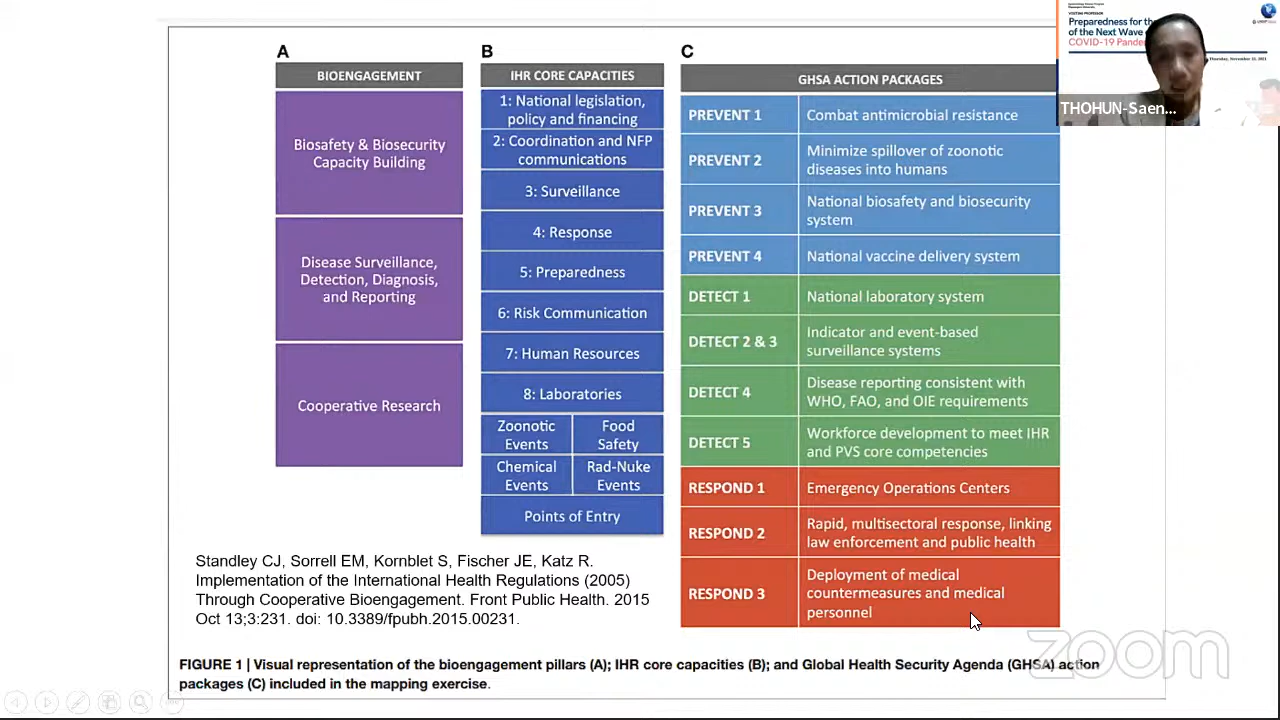 A
BIOENGAGEMENT
Biosafety & Biosecurity
Capacity Building
Disease Surveillance,
Detection, Diagnosis,
and Reporting
Cooperative Research
B
IHR CORE CAPACITIES
1: National legislation,
policy and financing
2: Coordination and NFP
communications
3: Surveillance
4: Response
5: Preparedness
6: Risk Communication
7: Human Resources
8: Laboratories
Zoonotic
Events
Food
Safety
Chemical
Events
Rad-Nuke
Events
Points of Entry
C
GHSA ACTION PACKAGES
PREVENT 1
Combat antimicrobial resistance
PREVENT 2
Minimize spillover of zoonotic
diseases into humans
PREVENT 3
National biosafety and biosecurity
system
PREVENT 4
National vaccine delivery system
DETECT 1
National laboratory system
DETECT 2 & 3
Indicator and event-based
surveillance systems
DETECT 4
Disease reporting consistent with
WHO, FAO, and OIE requirements
DETECT 5
Workforce development to meet IHR
and PVS core competencies
RESPOND 1
Emergency Operations Centers
RESPOND 2
Rapid, multisectoral response, linking
law enforcement and public health
RESPOND 3
Deployment of medical
countermeasures and medical
personnel
Standley CJ, Sorrell EM, Kornblet S, Fischer JE, Katz R.
Implementation of the International Health Regulations (2005)
Through Cooperative Bioengagement. Front Public Health. 2015
Oct 13;3:231. doi: 10.3389/fpubh.2015.00231.
FIGURE 1 | Visual representation of the bioengagement pillars (A); IHR core capacities (B); and Global Health Security Agenda (GHSA) action
packages (C) included in the mapping exercise.
Preparedness for the
of the Next Wave
COVID-19 Pande
Thursday, November
THOHUN-Saen...
zoom